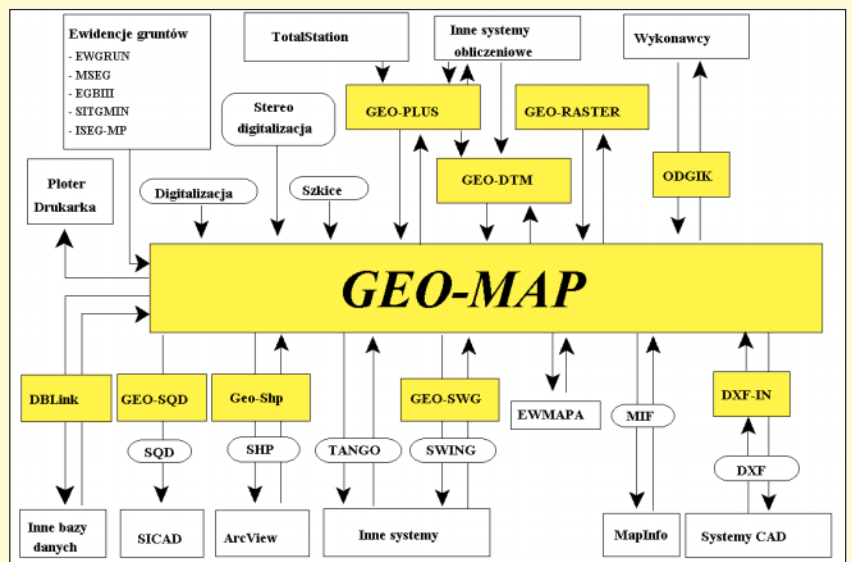 Ewidencje gruntów
- EWGRUN
- MSEG
- EGBIII
- SITGMIN
- ISEG-MP
TotalStation
Inne systemy
obliczeniowe
Wykonawcy
Stereo
digitalizacja
GEO-PLUS
GEO-RASTER
Ploter
Drukarka
Digitalizacja
Szkice
GEO-DTM
ODGIK
GEO-MAP
DBLink
GEO-SQD
Geo-Shp
GEO-SWG
EWMAPA
MIF
DXF-IN
SQD
SHP
TANGO
SWING
DXF
Inne bazy
danych
SICAD
ArcView
Inne systemy
MapInfo
Systemy CAD